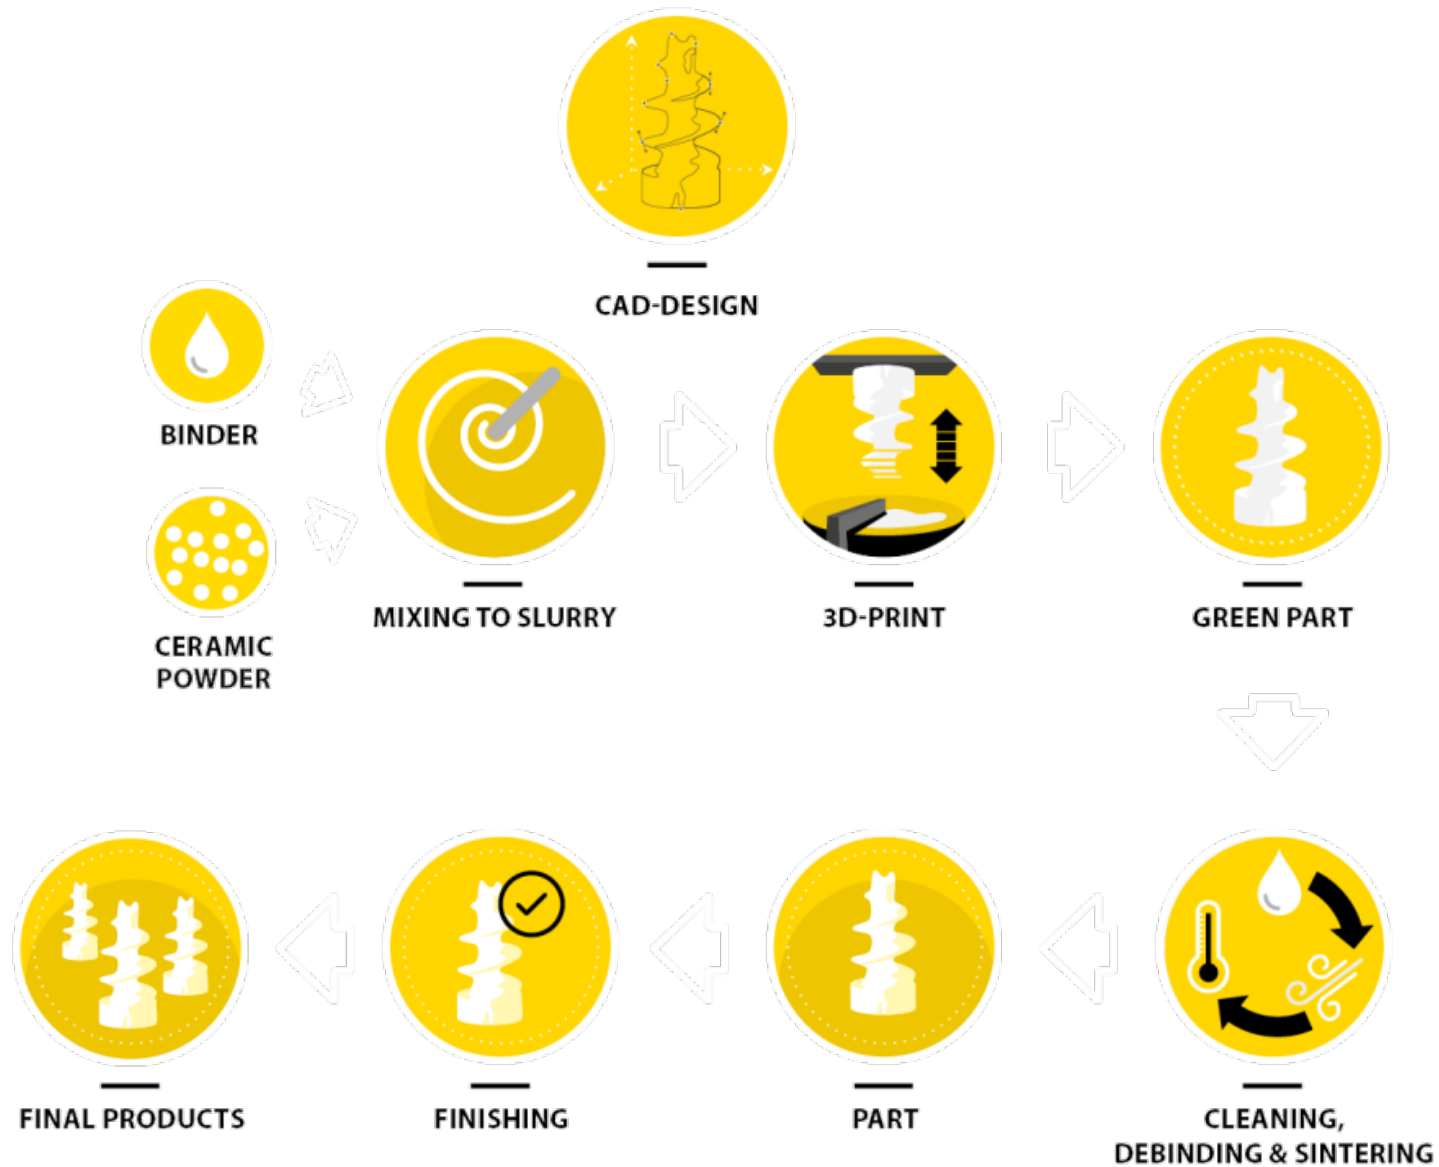 CAD-DESIGN
BINDER
CERAMIC
POWDER
MIXING TO SLURRY
3D-PRINT
GREEN PART
FINAL PRODUCTS
FINISHING
PART
CLEANING,
DEBINDING & SINTERING